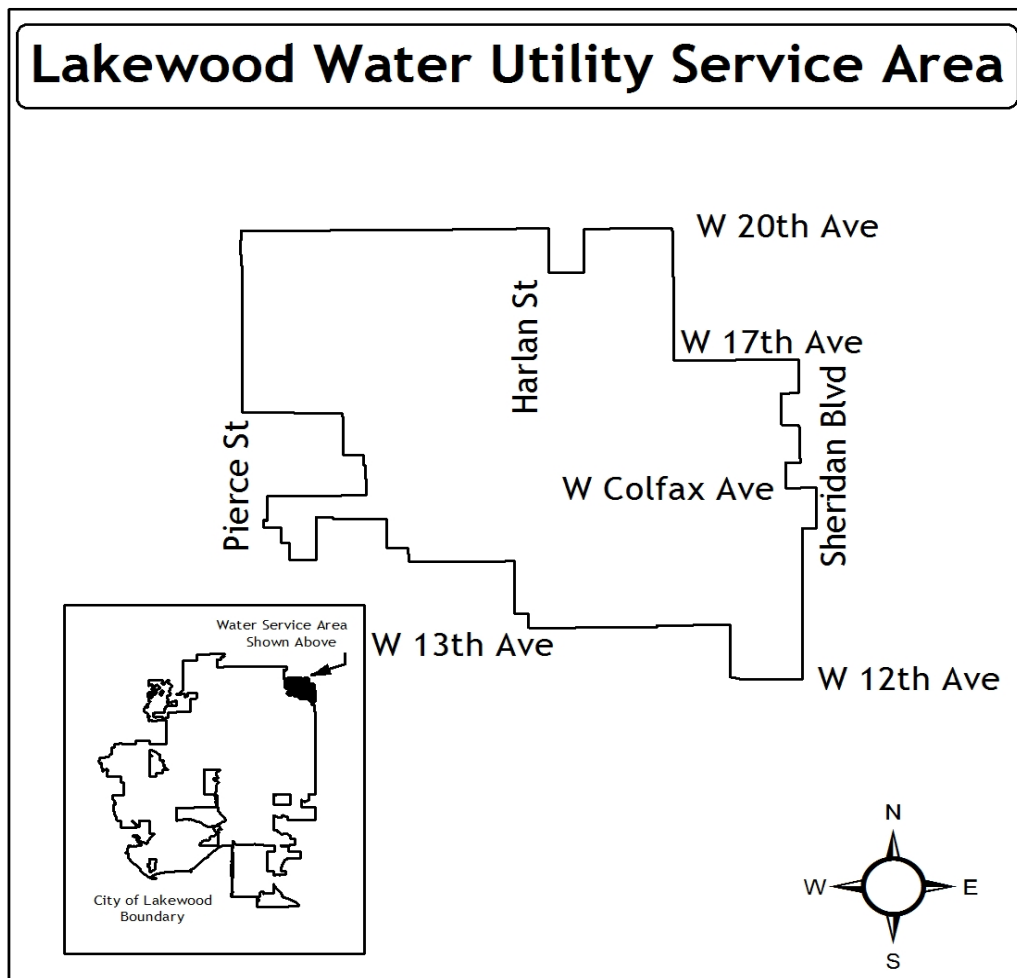 Lakewood Water Utility Service Area
W 20th Ave
Harlan St
W 17th Ave
Sheridan Blvd
Pierce St
W Colfax Ave
Water Service Area
Shown Above
W 13th Ave
W 12th Ave
City of Lakewood
Boundary
N
W
E
S